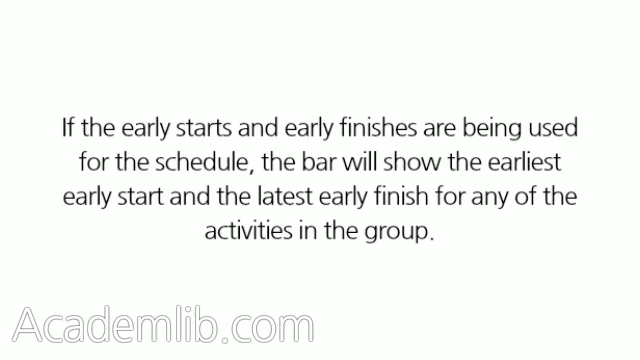 If the early starts and early finishes are being used
for the schedule, the bar will show the earliest
early start and the latest early finish for any of the
activities in the group.
Academlib.com